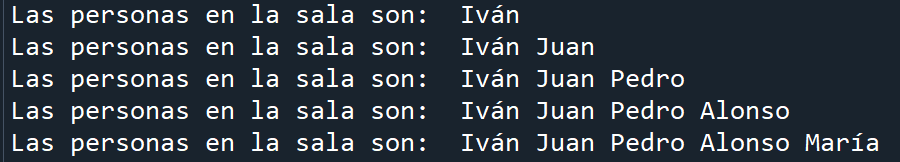 Las personas en la sala son:  Iván
Las personas en la sala son:  Iván Juan
Las personas en la sala son:  Iván Juan Pedro
Las personas en la sala son:  Iván Juan Pedro Alonso
Las personas en la sala son:  Iván Juan Pedro Alonso María